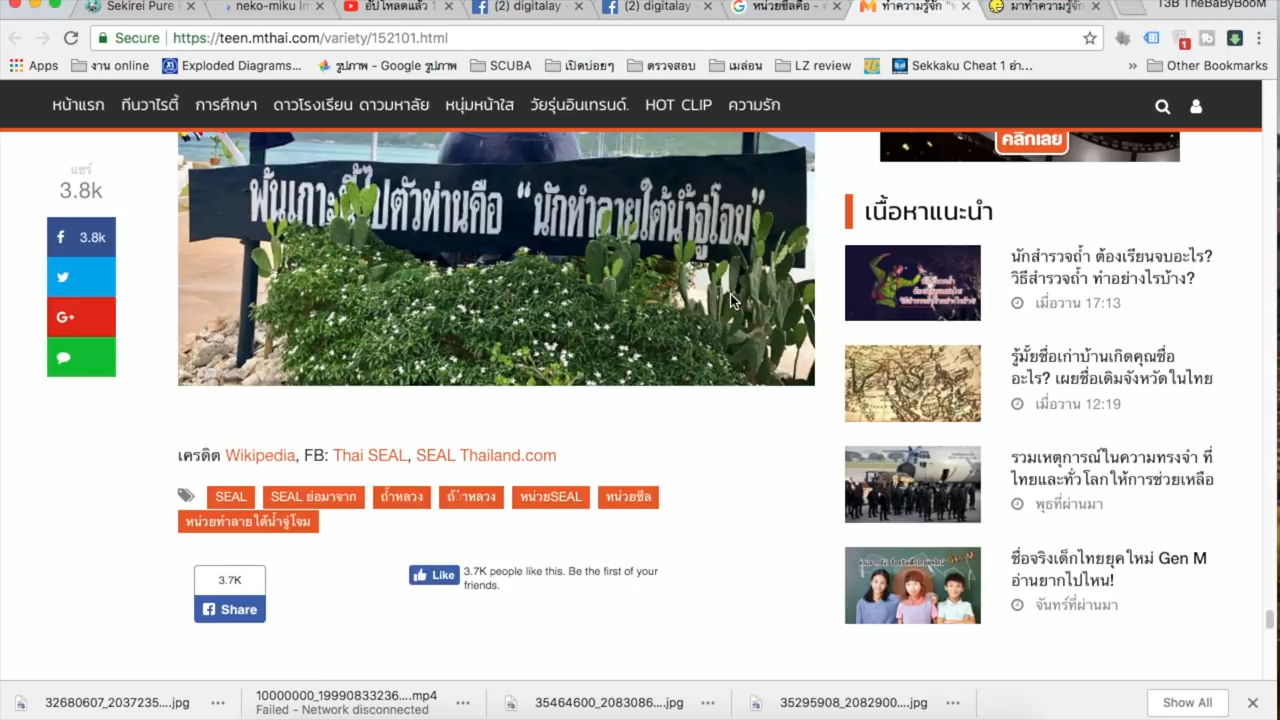 Sekirei Pure
neko-miku In
อัปโหลดแล้ว 1
(2) digitalay -
(2) digitalay -
หน่วยซีลคือ -
ทำความรู้จัก "ห
มาทำความรู้จัก
T3B TheBaByBooM
Secure
https://teen.mthai.com/variety/152101.html
1
Apps
งาน online
Exploded Diagrams...
รูปภาพ - Google รูปภาพ
SCUBA
เปิดบ่อยๆ
ตรวจสอบ
เมล่อน
LZ review
Sekkaku Cheat 1 อ่า...
»
Other Bookmarks
หน้าแรก
ทีนวาไรตี้
การศึกษา
ดาวโรงเรียน ดาวมหาลัย
หนุ่มหน้าใส
วัยรุ่นอินเทรนด์.
HOT CLIP
ความรัก
แชร์
3.8k
3.8k
พ้นเกาะนี้ไปตัวท่านคือ "นักทำลายใต้น้ำจู่โจม"
คลิกเลย
เนื้อหาแนะนำ
นักสำรวจถ้ำ ต้องเรียนจบอะไร?
วิธีสำรวจถ้ำ ทำอย่างไรบ้าง?
เมื่อวาน 17:13
รู้มั้ยชื่อเก่าบ้านเกิดคุณชื่อ
อะไร? เผยชื่อเดิมจังหวัดในไทย
เมื่อวาน 12:19
รวมเหตุการณ์ในความทรงจำ ที่
ไทยและทั่วโลกให้การช่วยเหลือ
พุธที่ผ่านมา
ชื่อจริงเด็กไทยยุคใหม่ Gen M
อ่านยากไปไหน!
จันทร์ที่ผ่านมา
เครดิต Wikipedia, FB: Thai SEAL, SEAL Thailand.com
SEAL
SEAL ย่อมาจาก
ถ้ำหลวง
ถ้ำหลวง
หน่วยSEAL
หน่วยซีล
หน่วยทำลายใต้น้ำจู่โจม
3.7K
Share
Like
3.7K people like this. Be the first of your
friends.
32680607_2037235....jpg
10000000_19990833236....mp4
Failed - Network disconnected
35464600_2083086....jpg
35295908_2082900....jpg
Show All